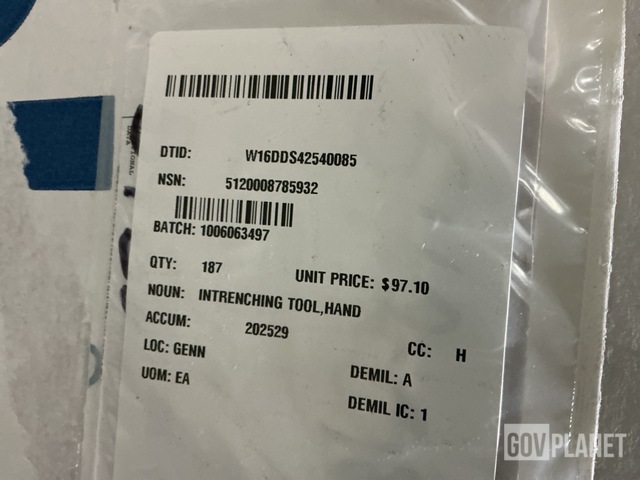 DTID: W16DDS42540085
NSN: 5120008785932
BATCH: 1006063497
QTY: 187 UNIT PRICE: $97.10
NOUN: INTRENCHING TOOL,HAND
ACCUM: 202529 CC: H
LOC: GENN DEMIL: A
UOM: EA DEMIL IC: 1
GOVPLANET